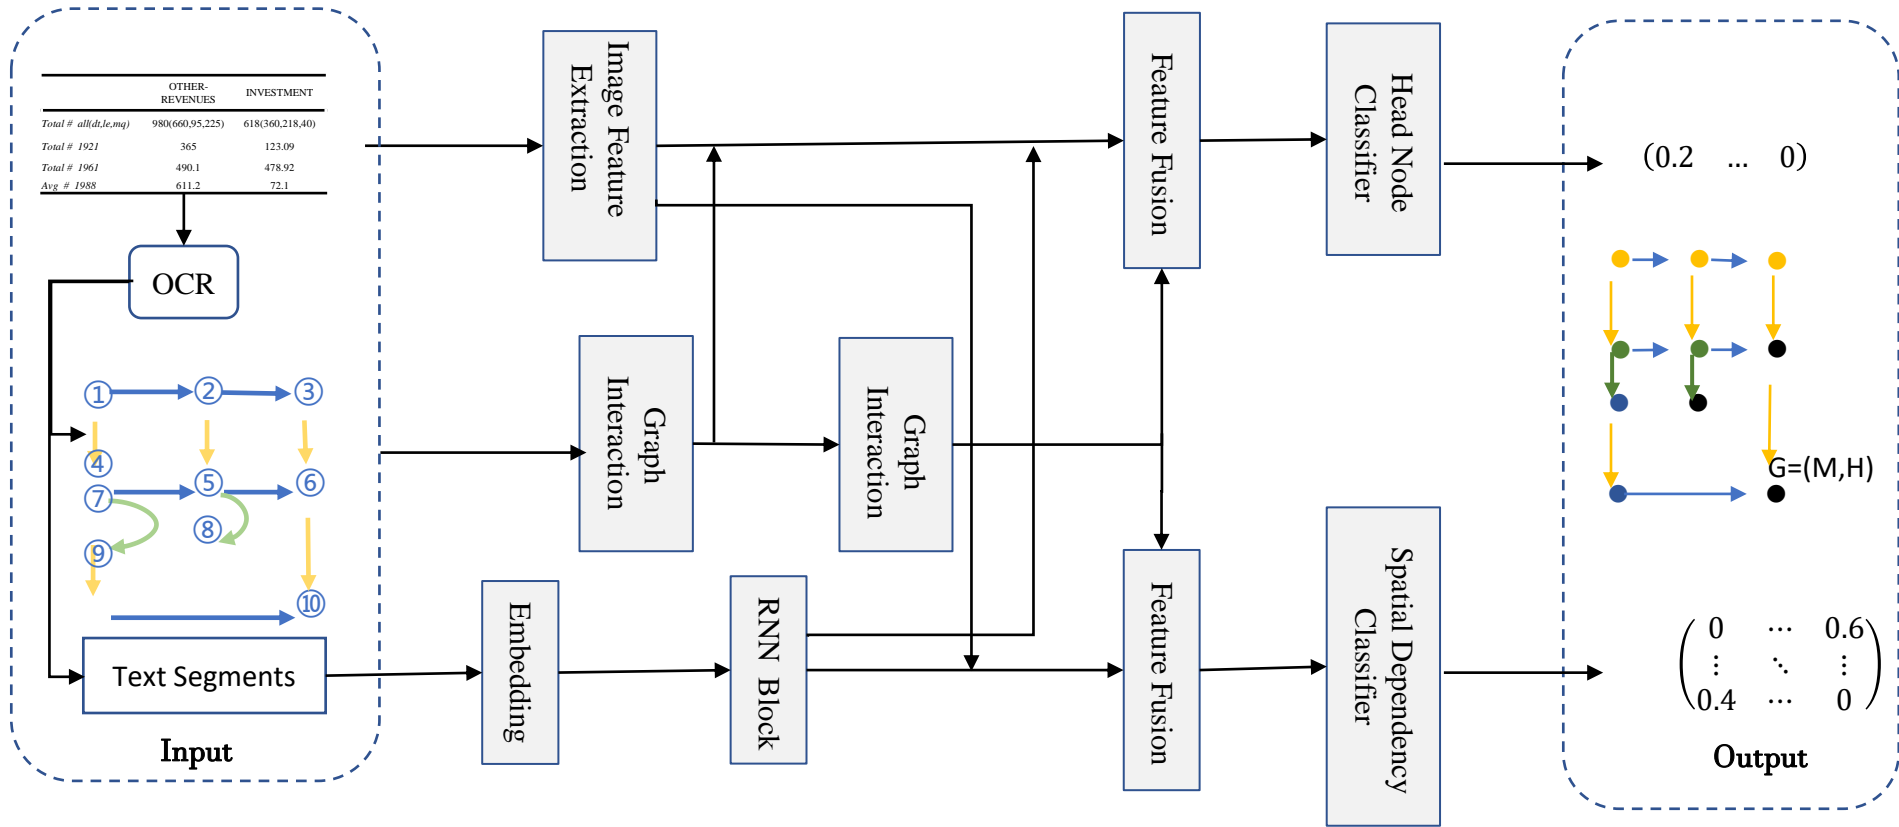 OTHER-
REVENUES
INVESTMENT
Total # all(dt,le,mq) 980(660,95,225) 618(360,218,40)
Total # 1921 365 123.09
Total # 1961 490.1 478.92
Avg # 1988 611.2 72.1
OCR
① ② ③
④
⑤ ⑥
⑦
⑧
⑨
⑩
Text Segments
Input
Image Feature
Extraction
Graph
Interaction
Graph
Interaction
Embedding
RNN Block
Feature Fusion
Feature Fusion
Head Node
Classifier
Spatial Dependency
Classifier
(0.2 ... 0)
G=(M,H)
0 ⋯ 0.6
⋮ ⋱ ⋮
0.4 ⋯ 0
Output